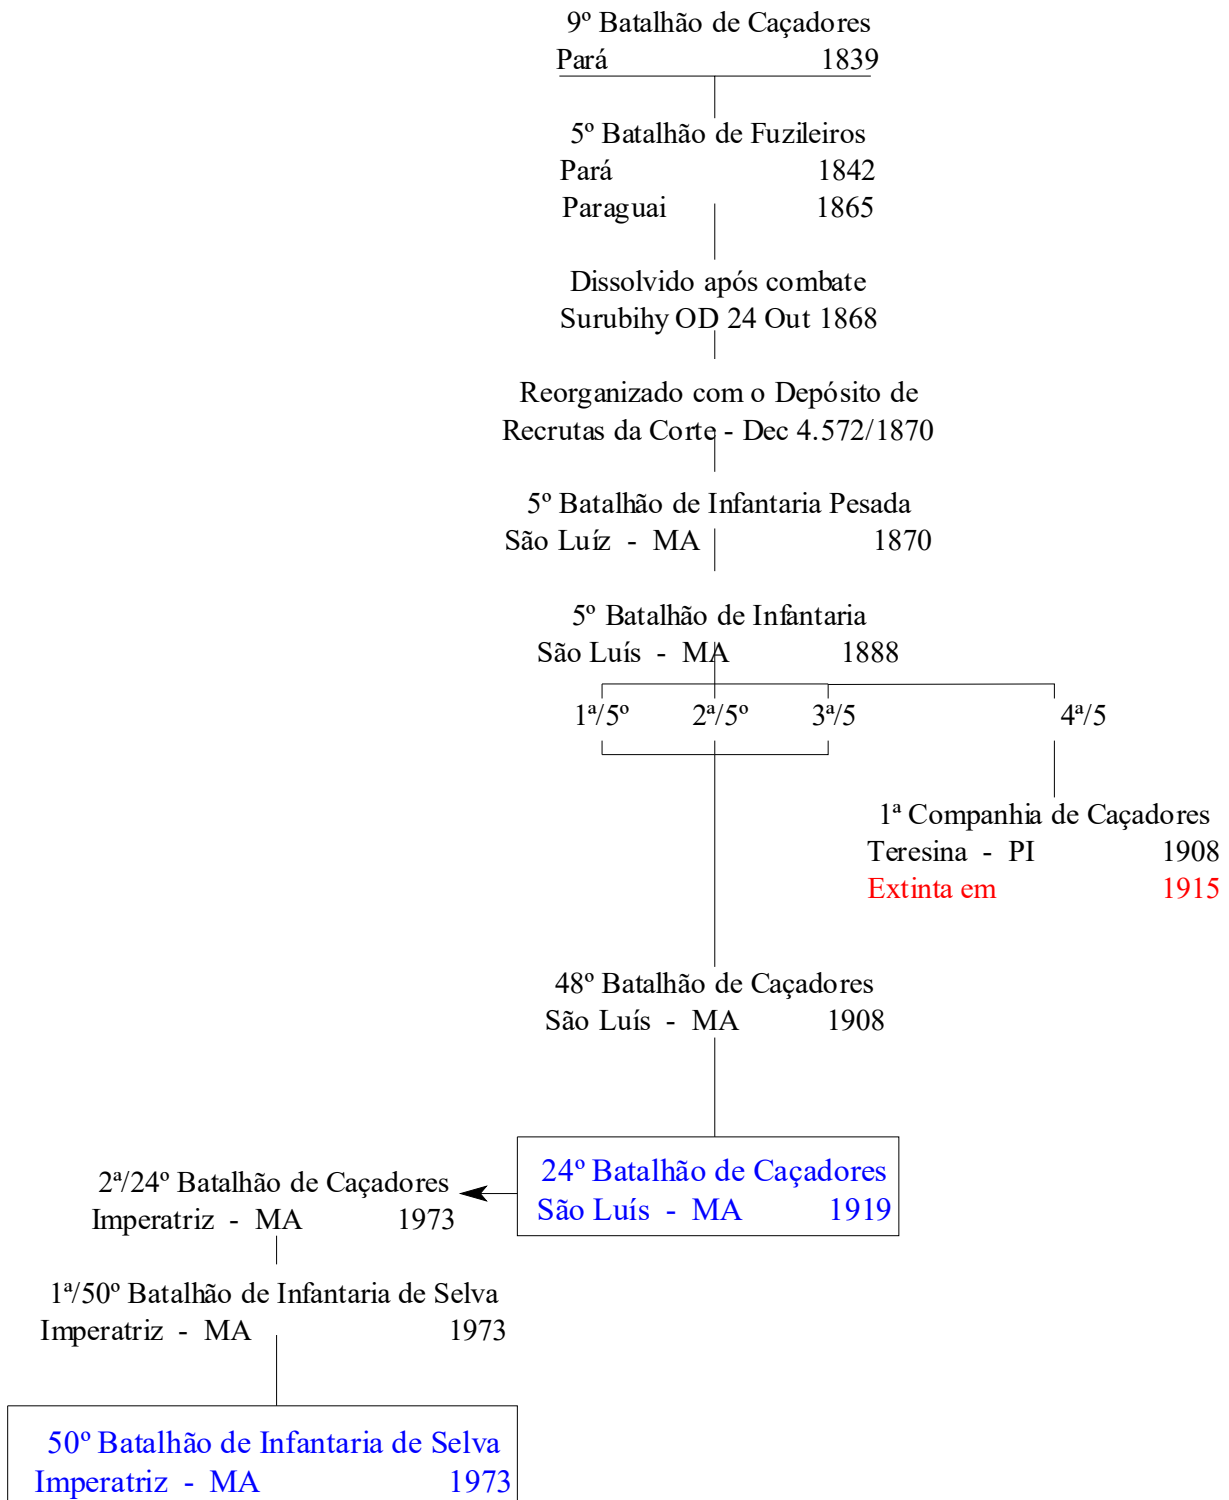 9º Batalhão de Caçadores
Pará 1839
5º Batalhão de Fuzileiros
Pará 1842
Paraguai 1865
Dissolvido após combate
Surubihy OD 24 Out 1868
Reorganizado com o Depósito de
Recrutas da Corte - Dec 4.572/1870
5º Batalhão de Infantaria Pesada
São Luíz - MA 1870
5º Batalhão de Infantaria
São Luís - MA 1888
1ª/5º 2ª/5º 3ª/5 4ª/5
1ª Companhia de Caçadores
Teresina - PI 1908
Extinta em 1915
48º Batalhão de Caçadores
São Luís - MA 1908
24º Batalhão de Caçadores
São Luís - MA 1919
2ª/24º Batalhão de Caçadores
Imperatriz - MA 1973
1ª/50º Batalhão de Infantaria de Selva
Imperatriz - MA 1973
50º Batalhão de Infantaria de Selva
Imperatriz - MA 1973